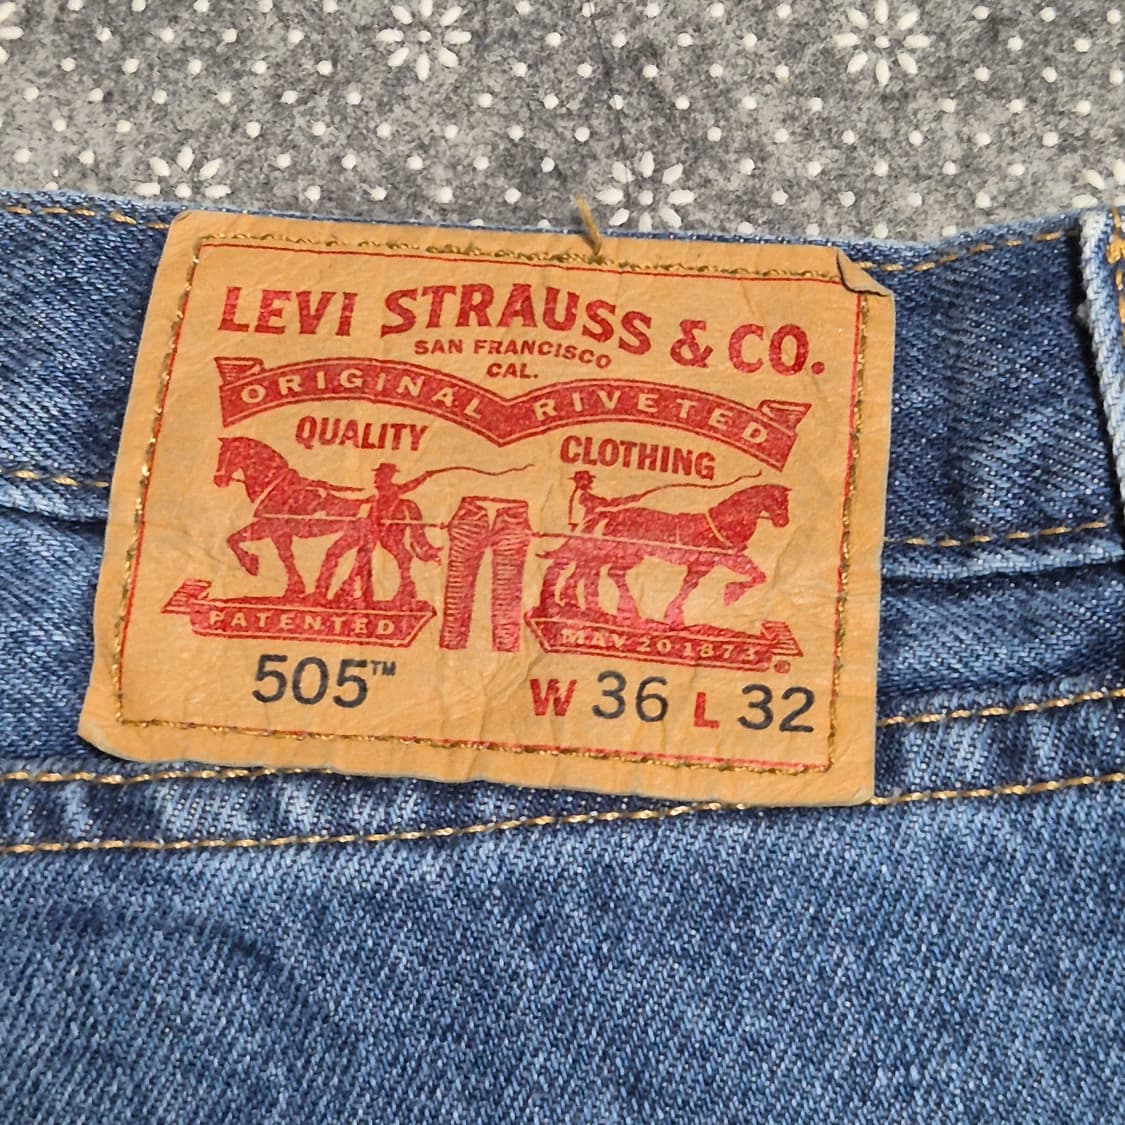 LEVI STRAUSS & CO.
SAN FRANCISCO
CAL.
ORIGINAL RIVETED
QUALITY CLOTHING
PATENTED MAY 20 1873 ®
505™ W 36 L 32